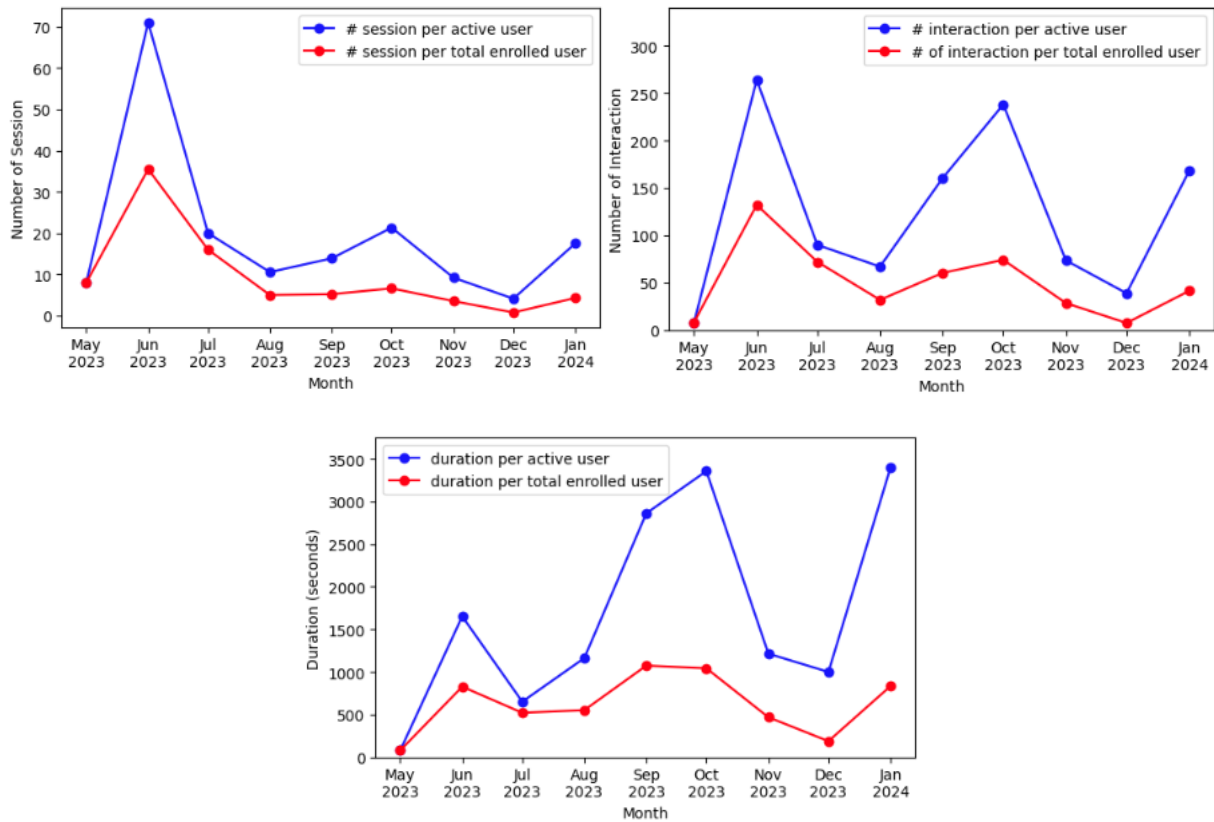 # session per active user
# session per total enrolled user
70
60
50
40
30
20
10
0
Number of Session
May Jun Jul Aug Sep Oct Nov Dec Jan
2023 2023 2023 2023 2023 2023 2023 2023 2024
Month
# interaction per active user
# of interaction per total enrolled user
300
250
200
150
100
50
0
Number of Interaction
May Jun Jul Aug Sep Oct Nov Dec Jan
2023 2023 2023 2023 2023 2023 2023 2023 2024
Month
duration per active user
duration per total enrolled user
3500
3000
2500
2000
1500
1000
500
0
Duration (seconds)
May Jun Jul Aug Sep Oct Nov Dec Jan
2023 2023 2023 2023 2023 2023 2023 2023 2024
Month